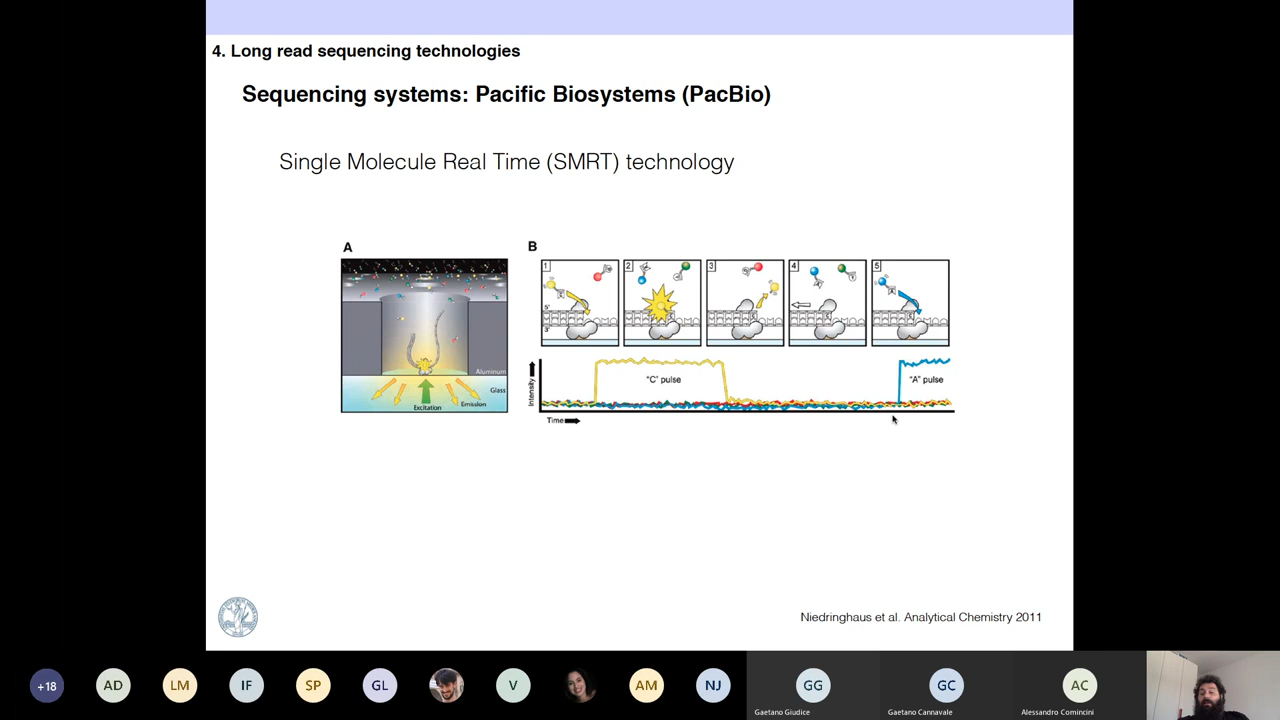 4. Long read sequencing technologies
Sequencing systems: Pacific Biosystems (PacBio)
Single Molecule Real Time (SMRT) technology
A
B
1
2
3
4
5
5'
3'
Aluminum
Glass
Excitation
Emission
Intensity
"C" pulse
"A" pulse
Time
Niedringhaus et al. Analytical Chemistry 2011
+18
AD
LM
IF
SP
GL
V
AM
NJ
GG
GC
AC
Gaetano Giudice
Gaetano Cannavale
Alessandro Comincini